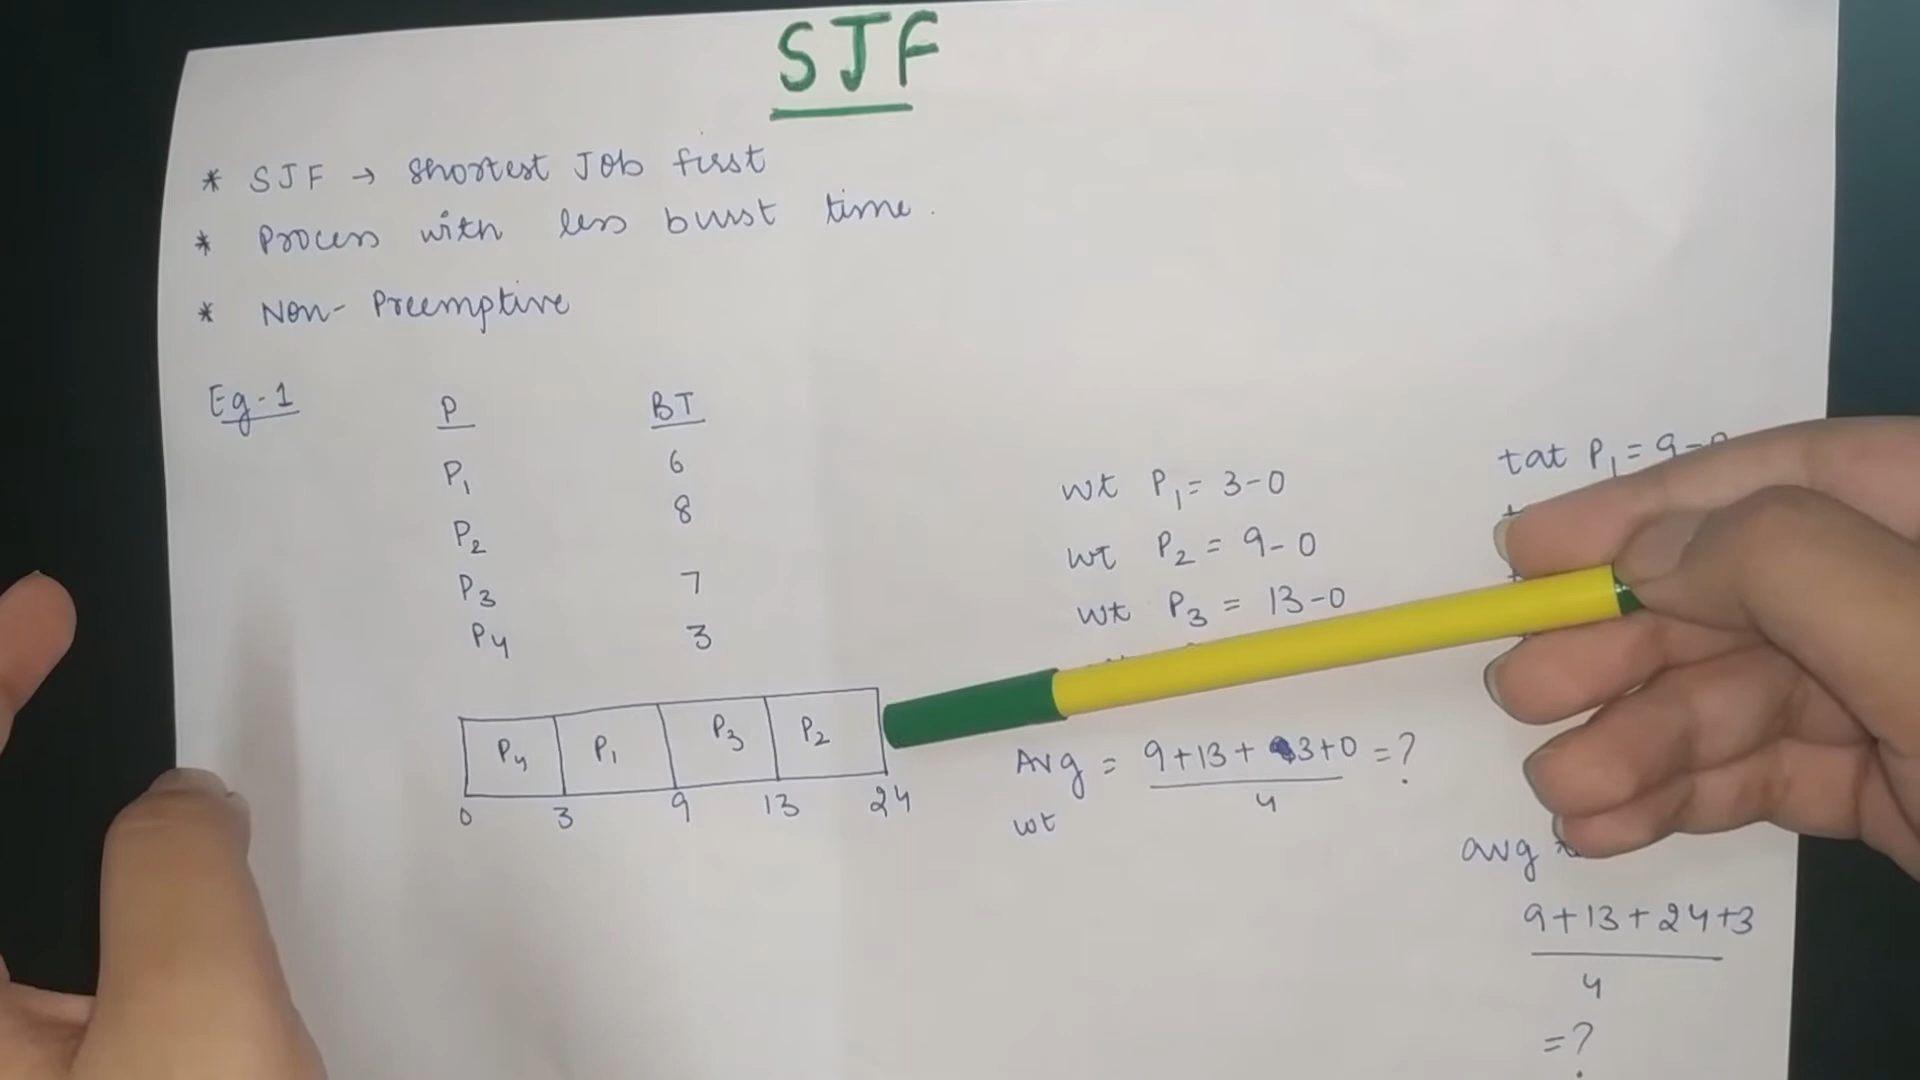 SJF
* SJF → Shortest Job first
* Process with less burst time.
* Non-Preemptive
Eg-1
P BT
P1 6
P2 8
P3 7
P4 3
P4 P1 P3 P2
0 3 9 13 24
wt P1 = 3-0
wt P2 = 9-0
wt P3 = 13-0
Avg wt = 9+13+3+0 / 4 = ?
tat P1 = 9-0
avg
9+13+24+3
4
=?